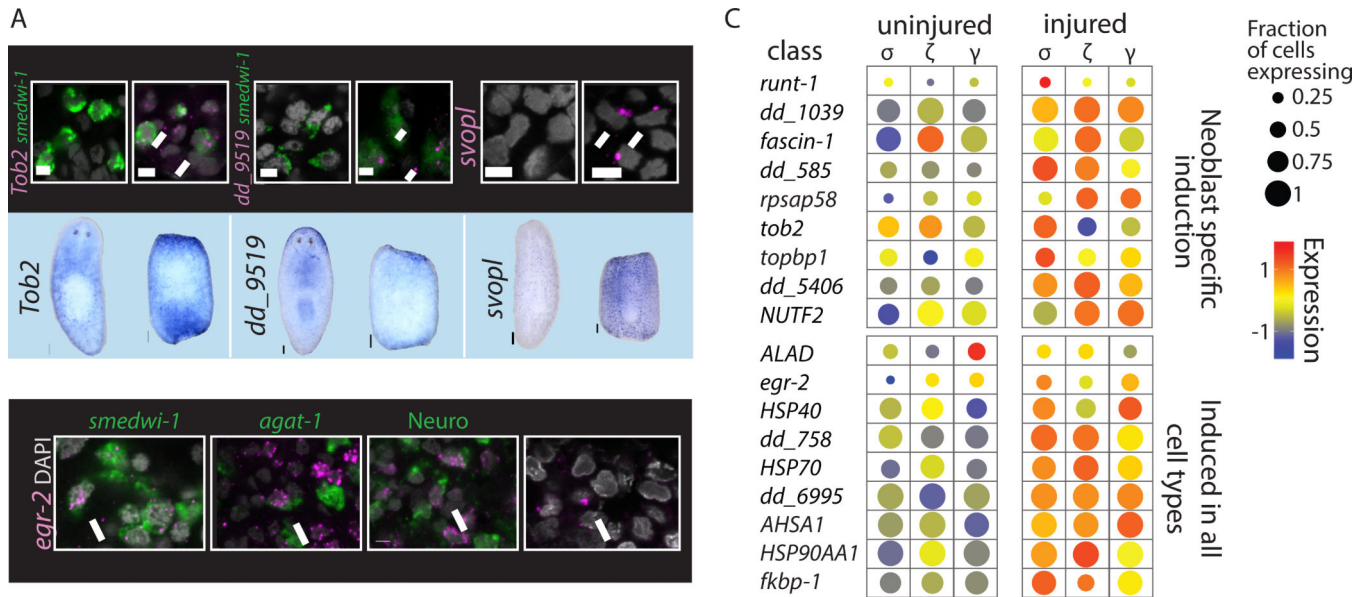 A
Tob2 smedwi-1
dd_9519 smedwi-1
svopl
Tob2
dd_9519
svopl
smedwi-1 agat-1 Neuro
egr-2 DAPI
C
uninjured injured
class σ ζ γ σ ζ γ
runt-1
dd_1039
fascin-1
dd_585
rpsap58
tob2
topbp1
dd_5406
NUTF2
Neoblast specific
induction
ALAD
egr-2
HSP40
dd_758
HSP70
dd_6995
AHSA1
HSP90AA1
fkbp-1
Induced in all
cell types
Fraction
of cells
expressing
0.25
0.5
0.75
1
1
-1
Expression